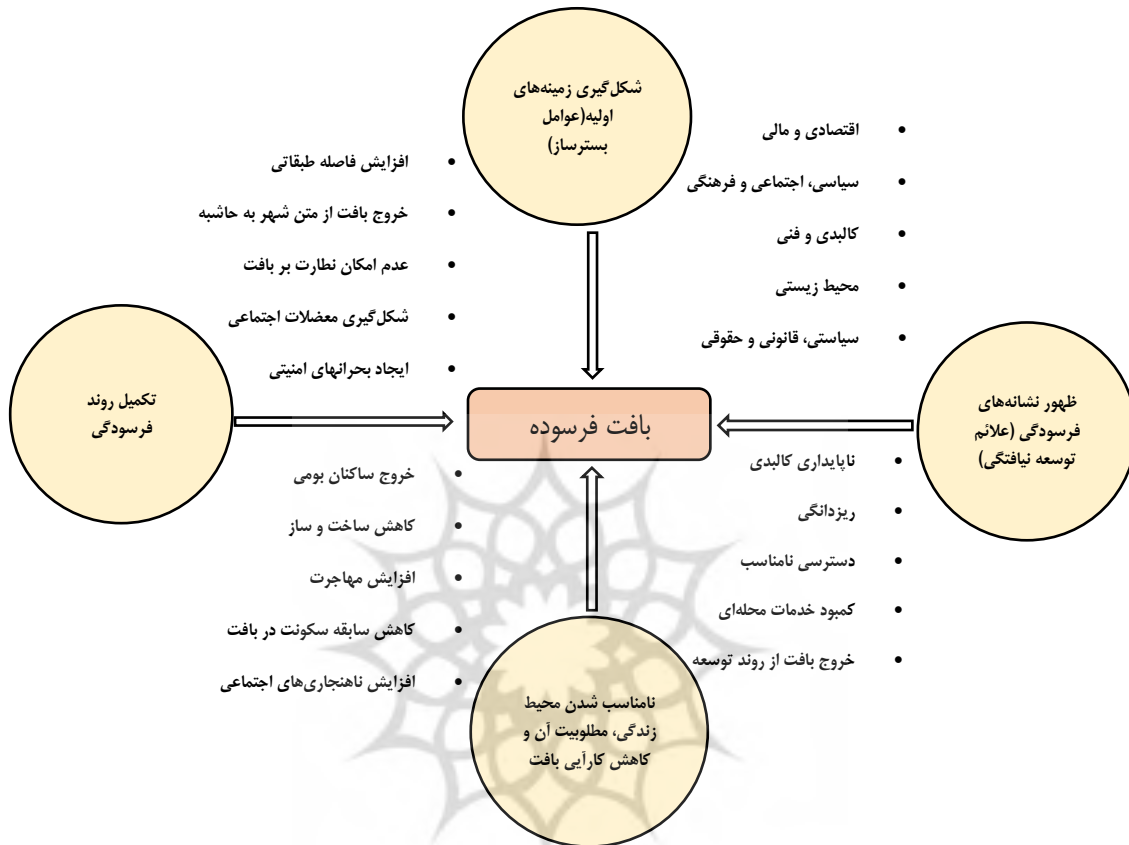 شکل‌گیری زمینه‌های
اولیه(عوامل
بسترساز)
• اقتصادی و مالی
• سیاسی، اجتماعی و فرهنگی
• کالبدی و فنی
• محیط زیستی
• سیاستی، قانونی و حقوقی
ظهور نشانه‌های
فرسودگی (علائم
توسعه نیافتگی)
• ناپایداری کالبدی
• ریزدانگی
• دسترسی نامناسب
• کمبود خدمات محله‌ای
• خروج بافت از روند توسعه
بافت فرسوده
نامناسب شدن محیط
زندگی، مطلوبیت آن و
کاهش کارآیی بافت
• خروج ساکنان بومی
• کاهش ساخت و ساز
• افزایش مهاجرت
• کاهش سابقه سکونت در بافت
• افزایش ناهنجاری‌های اجتماعی
تکمیل روند
فرسودگی
• افزایش فاصله طبقاتی
• خروج بافت از متن شهر به حاشبه
• عدم امکان نطارت بر بافت
• شکل‌گیری معضلات اجتماعی
• ایجاد بحرانهای امنیتی